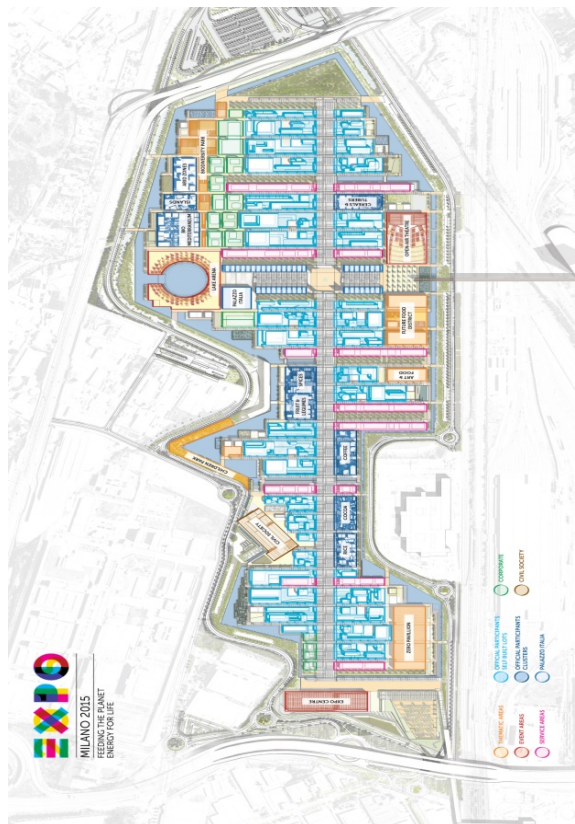 EXPO
MILANO 2015
FEEDING THE PLANET
ENERGY FOR LIFE
BIODIVERSITY PARK
ARID ZONES
ISLANDS
BIO
MEDITERRANEUM
CEREALS &
TUBERS
OPEN AIR THEATRE
LAKE ARENA
PALAZZO
ITALIA
FUTURE FOOD
DISTRICT
SPICES
FRUIT &
LEGUMES
ART &
FOOD
CHILDREN PARK
COFFEE
CIVIL SOCIETY
COCOA
RICE
ZERO PAVILION
EXPO CENTRE
THEMATIC AREAS
EVENT AREAS
SERVICE AREAS
OFFICIAL PARTICIPANTS
SELF BUILT LOTS
OFFICIAL PARTICIPANTS
CLUSTERS
PALAZZO ITALIA
CORPORATE
CIVIL SOCIETY